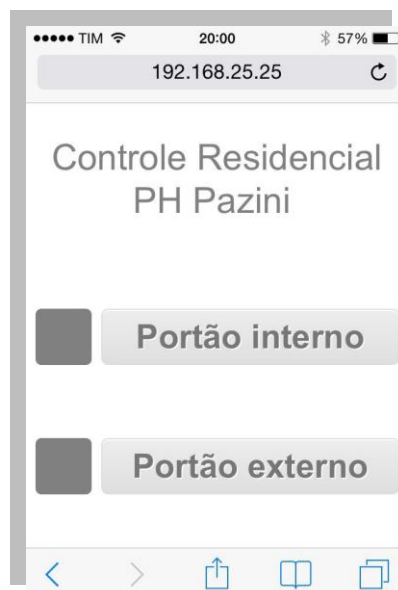 TIM 20:00 57%
192.168.25.25
Controle Residencial
PH Pazini
Portão interno
Portão externo